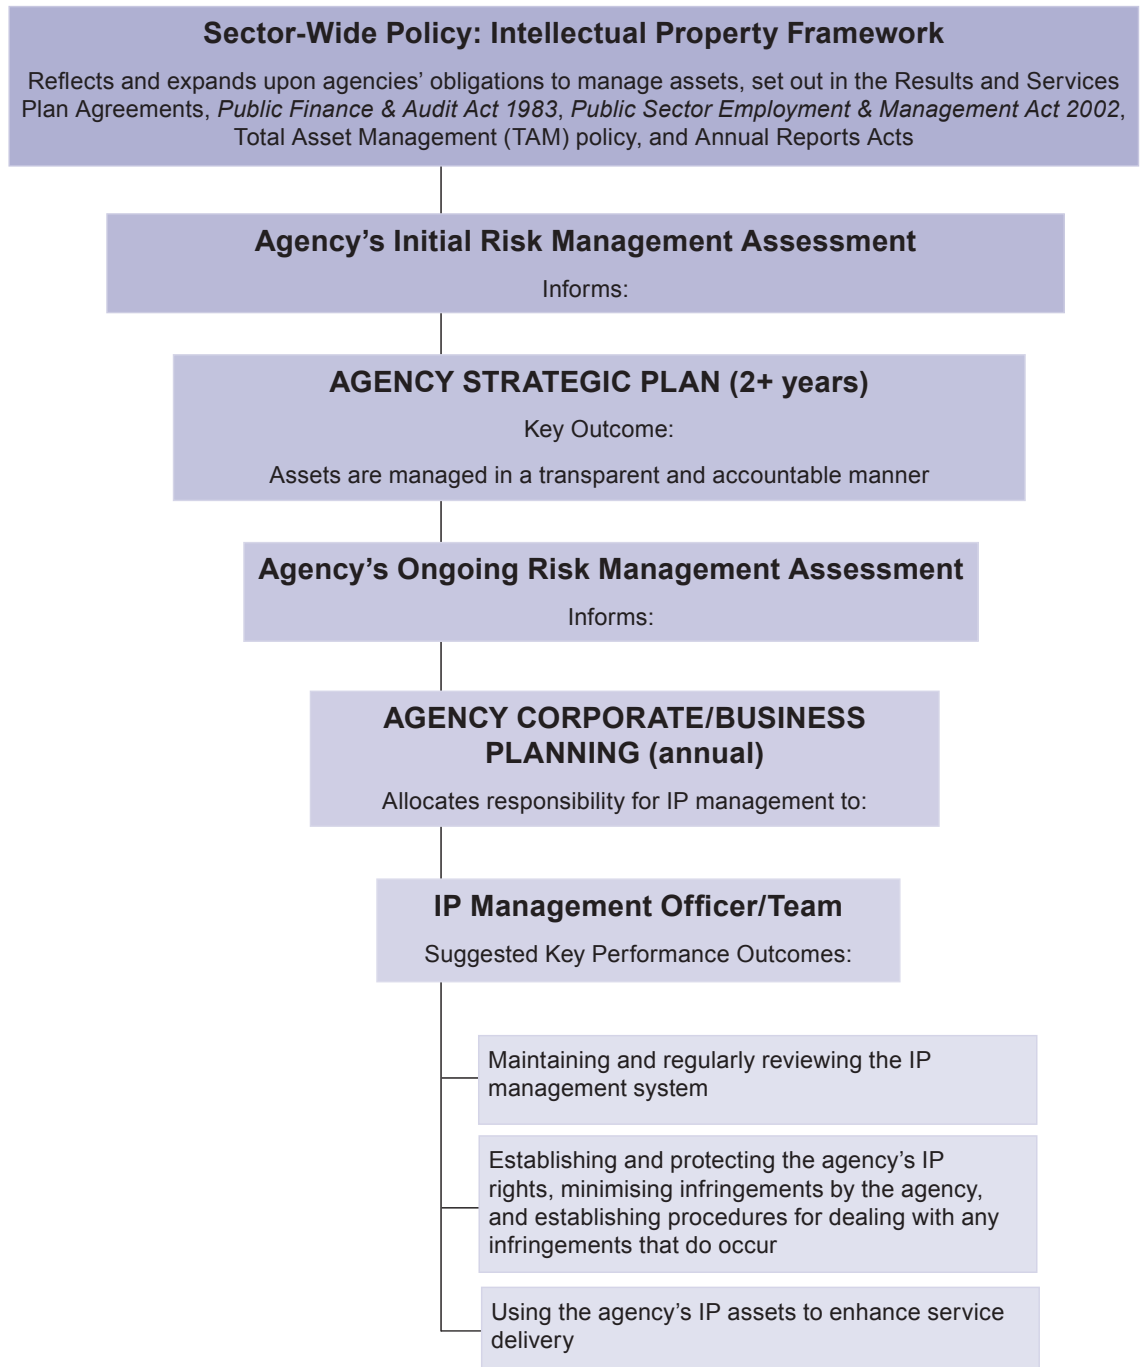 Sector-Wide Policy: Intellectual Property Framework
Reflects and expands upon agencies’ obligations to manage assets, set out in the Results and Services
Plan Agreements, Public Finance & Audit Act 1983, Public Sector Employment & Management Act 2002,
Total Asset Management (TAM) policy, and Annual Reports Acts
Agency’s Initial Risk Management Assessment
Informs:
AGENCY STRATEGIC PLAN (2+ years)
Key Outcome:
Assets are managed in a transparent and accountable manner
Agency’s Ongoing Risk Management Assessment
Informs:
AGENCY CORPORATE/BUSINESS
PLANNING (annual)
Allocates responsibility for IP management to:
IP Management Officer/Team
Suggested Key Performance Outcomes:
Maintaining and regularly reviewing the IP
management system
Establishing and protecting the agency’s IP
rights, minimising infringements by the agency,
and establishing procedures for dealing with any
infringements that do occur
Using the agency’s IP assets to enhance service
delivery